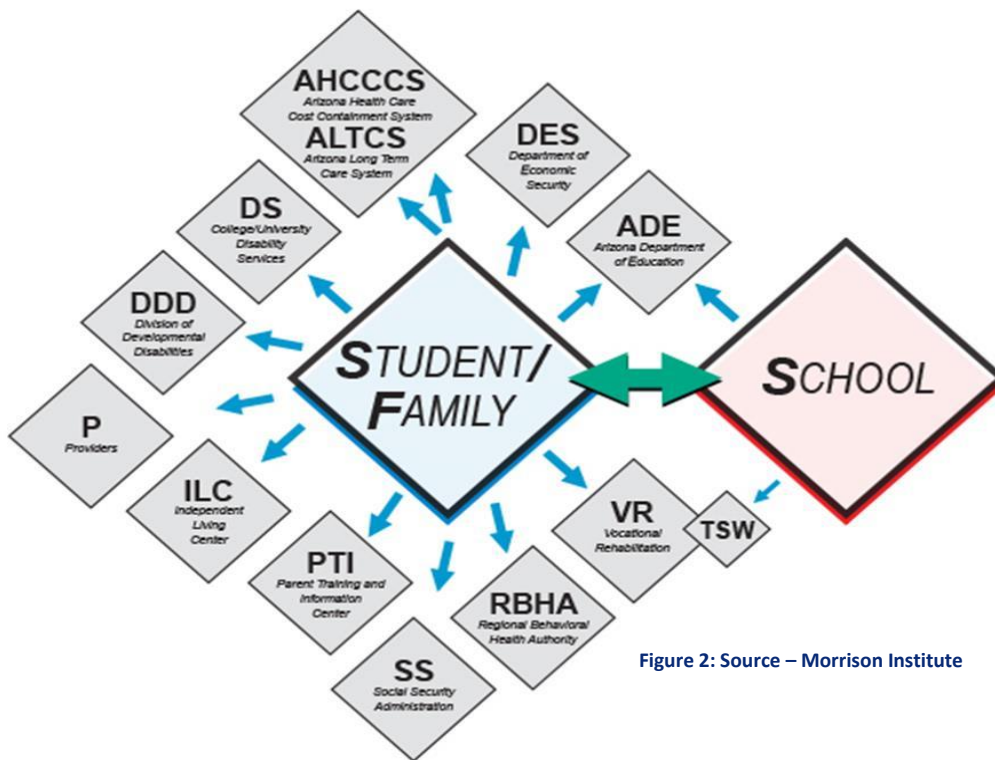 AHCCCS
Arizona Health Care
Cost Containment System
ALTCS
Arizona Long Term
Care System
DES
Department of
Economic
Security
DS
College/University
Disability
Services
ADE
Arizona Department
of Education
DDD
Division of
Developmental
Disabilities
STUDENT/
FAMILY
SCHOOL
P
Providers
ILC
Independent
Living
Center
VR
Vocational
Rehabilitation
TSW
PTI
Parent Training and
Information
Center
RBHA
Regional Behavioral
Health Authority
SS
Social Security
Administration
Figure 2: Source – Morrison Institute